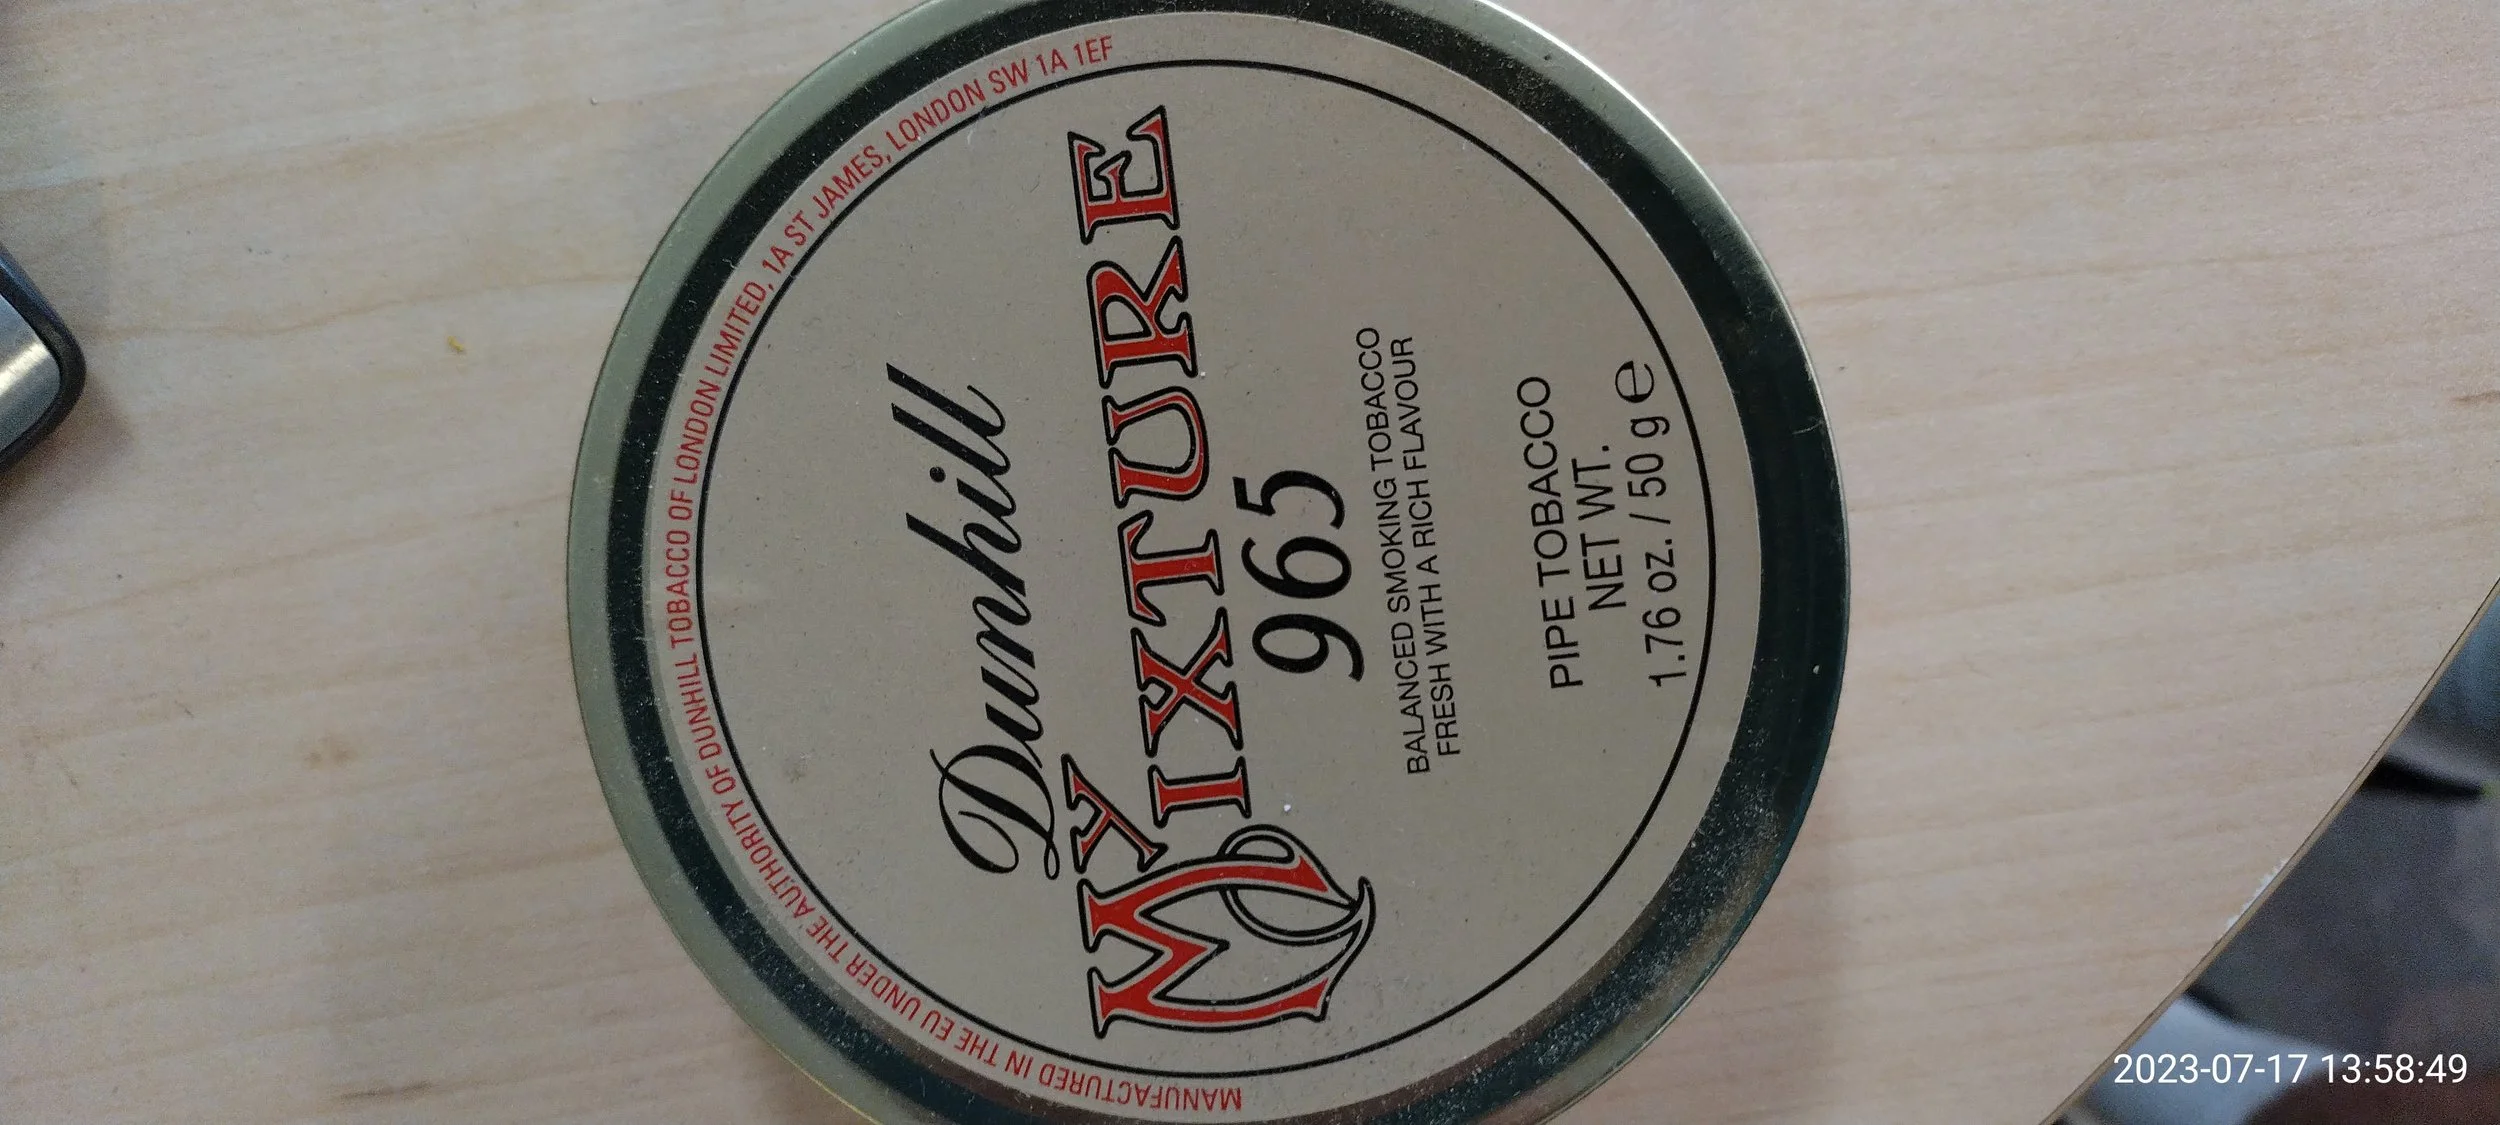 MANUFACTURED IN THE EU UNDER THE AUTHORITY OF DUNHILL TOBACCO OF LONDON LIMITED, 1A ST JAMES, LONDON SW 1A 1EF
Dunhill
MY MIXTURE
965
BALANCED SMOKING TOBACCO
FRESH WITH A RICH FLAVOUR
PIPE TOBACCO
NET WT.
1.76 oz. / 50 g ℮
2023-07-17 13:58:49